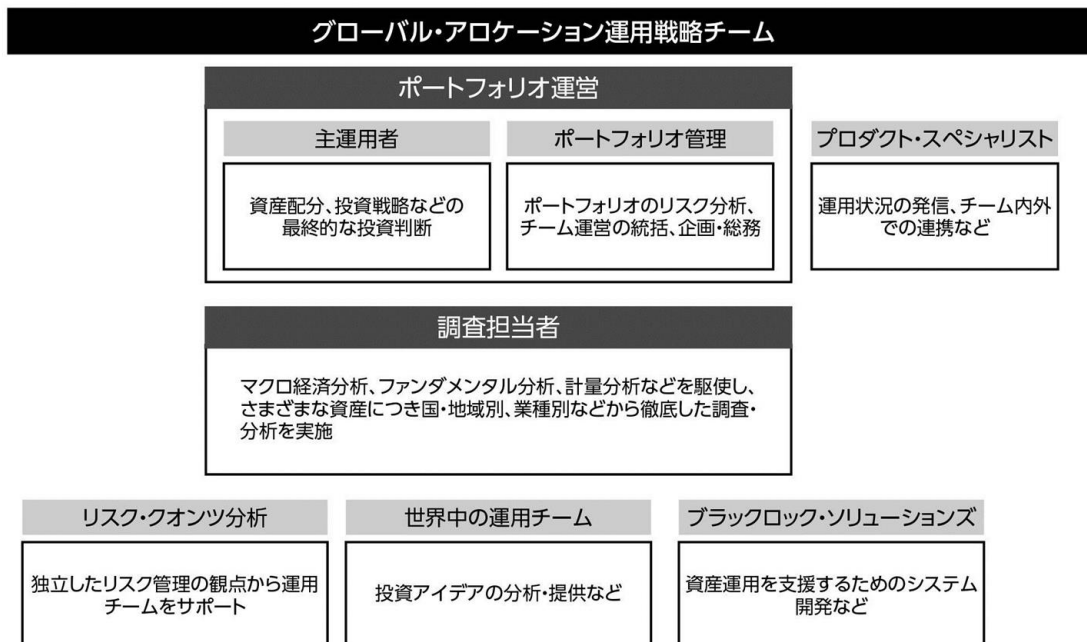 グローバル・アロケーション運用戦略チーム
ポートフォリオ運営
主運用者
資産配分、投資戦略などの
最終的な投資判断
ポートフォリオ管理
ポートフォリオのリスク分析、
チーム運営の統括、企画・総務
プロダクト・スペシャリスト
運用状況の発信、チーム内外
での連携など
調査担当者
マクロ経済分析、ファンダメンタル分析、計量分析などを駆使し、
さまざまな資産につき国・地域別、業種別などから徹底した調査・
分析を実施
リスク・クオンツ分析
独立したリスク管理の観点から運用
チームをサポート
世界中の運用チーム
投資アイデアの分析・提供など
ブラックロック・ソリューションズ
資産運用を支援するためのシステム
開発など